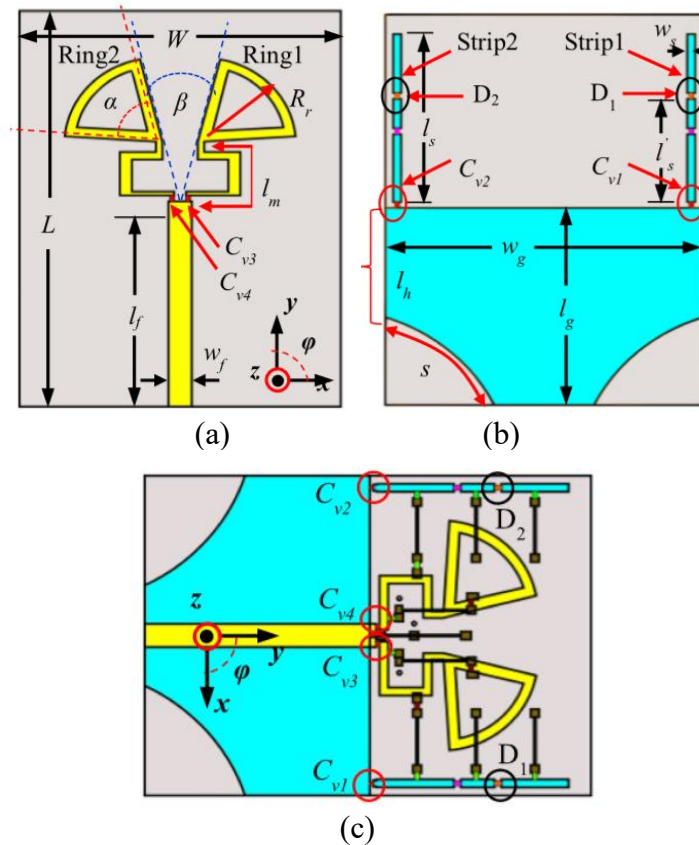 W
Ring2 Ring1
α β R_r
l_m
L
C_v3
C_v4
l_f
y
w_f φ
z x
(a)
w_s
Strip2 Strip1
D_2 D_1
l_s l'_s
C_v2 C_v1
w_g
l_h l_g
s
(b)
C_v2 D_2
z C_v4
y
φ C_v3
x
D_1
C_v1
(c)